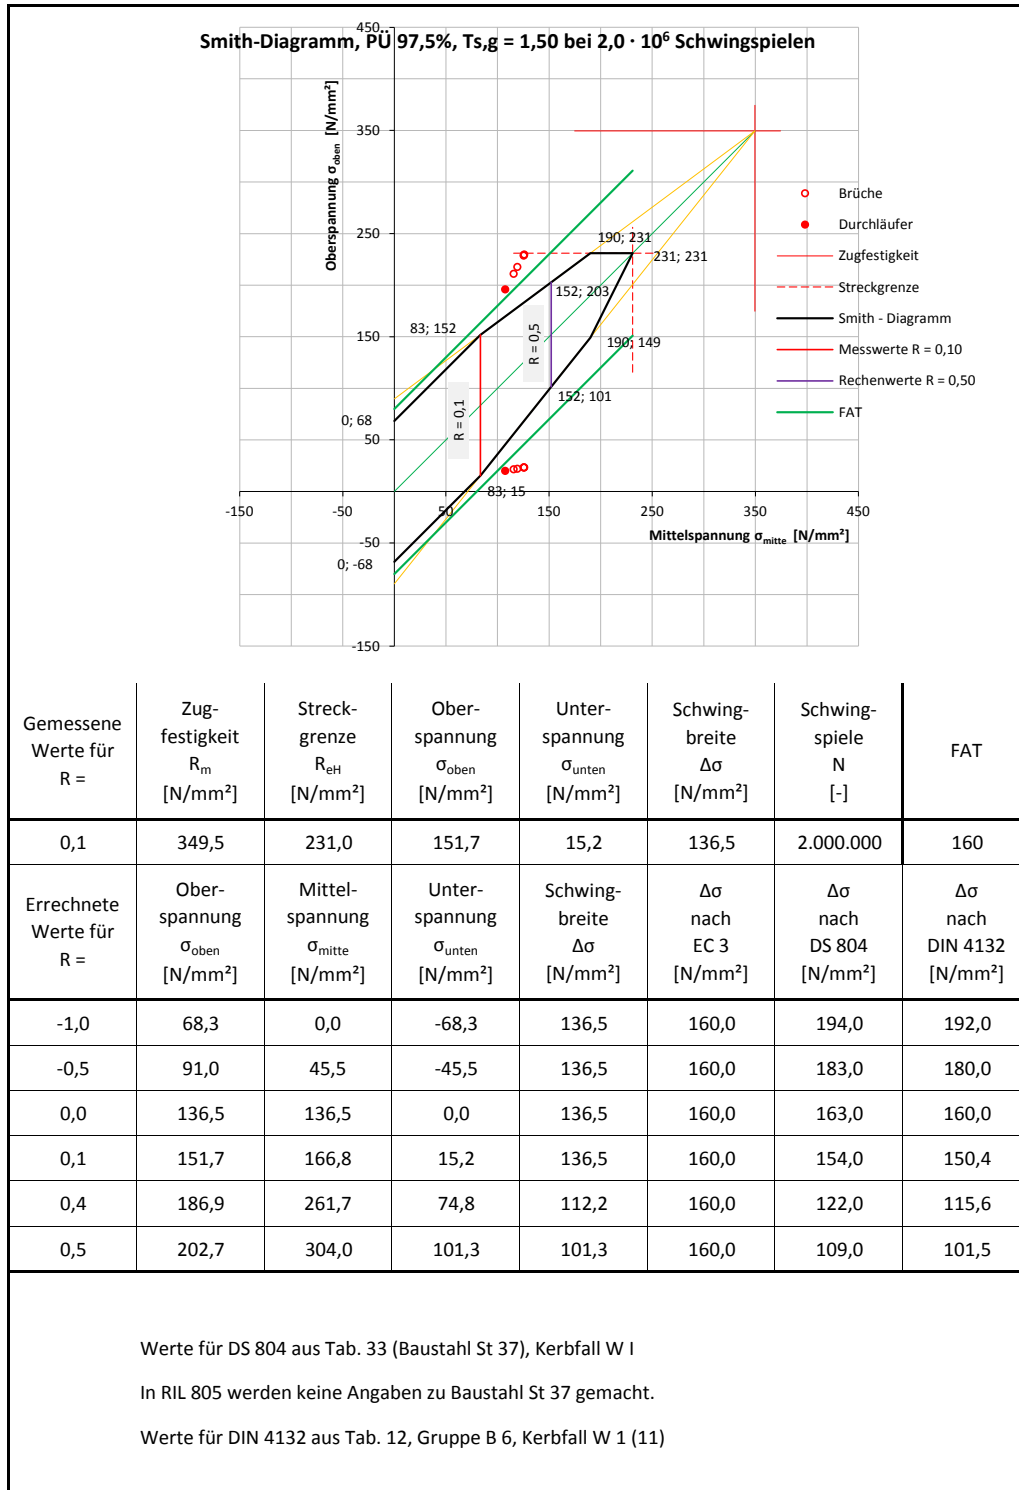 Smith-Diagramm, PÜ 97,5%, Ts,g = 1,50 bei 2,0 · 10⁶ Schwingspielen
Oberspannung σoben [N/mm²]
450
350
250
150
50
-50
-150
-150
-50
50
150
250
350
450
Mittelspannung σmitte [N/mm²]
190; 231
231; 231
152; 203
83; 152
190; 149
152; 101
0; 68
83; 15
0; -68
R = 0,1
R = 0,5
Brüche
Durchläufer
Zugfestigkeit
Streckgrenze
Smith - Diagramm
Messwerte R = 0,10
Rechenwerte R = 0,50
FAT
Gemessene Werte für R = | Zug-festigkeit Rm [N/mm²] | Streck-grenze ReH [N/mm²] | Ober-spannung σoben [N/mm²] | Unter-spannung σunten [N/mm²] | Schwing-breite Δσ [N/mm²] | Schwing-spiele N [-] | FAT
0,1 | 349,5 | 231,0 | 151,7 | 15,2 | 136,5 | 2.000.000 | 160
Errechnete Werte für R = | Ober-spannung σoben [N/mm²] | Mittel-spannung σmitte [N/mm²] | Unter-spannung σunten [N/mm²] | Schwing-breite Δσ [N/mm²] | Δσ nach EC 3 [N/mm²] | Δσ nach DS 804 [N/mm²] | Δσ nach DIN 4132 [N/mm²]
-1,0 | 68,3 | 0,0 | -68,3 | 136,5 | 160,0 | 194,0 | 192,0
-0,5 | 91,0 | 45,5 | -45,5 | 136,5 | 160,0 | 183,0 | 180,0
0,0 | 136,5 | 136,5 | 0,0 | 136,5 | 160,0 | 163,0 | 160,0
0,1 | 151,7 | 166,8 | 15,2 | 136,5 | 160,0 | 154,0 | 150,4
0,4 | 186,9 | 261,7 | 74,8 | 112,2 | 160,0 | 122,0 | 115,6
0,5 | 202,7 | 304,0 | 101,3 | 101,3 | 160,0 | 109,0 | 101,5
Werte für DS 804 aus Tab. 33 (Baustahl St 37), Kerbfall W I
In RIL 805 werden keine Angaben zu Baustahl St 37 gemacht.
Werte für DIN 4132 aus Tab. 12, Gruppe B 6, Kerbfall W 1 (11)